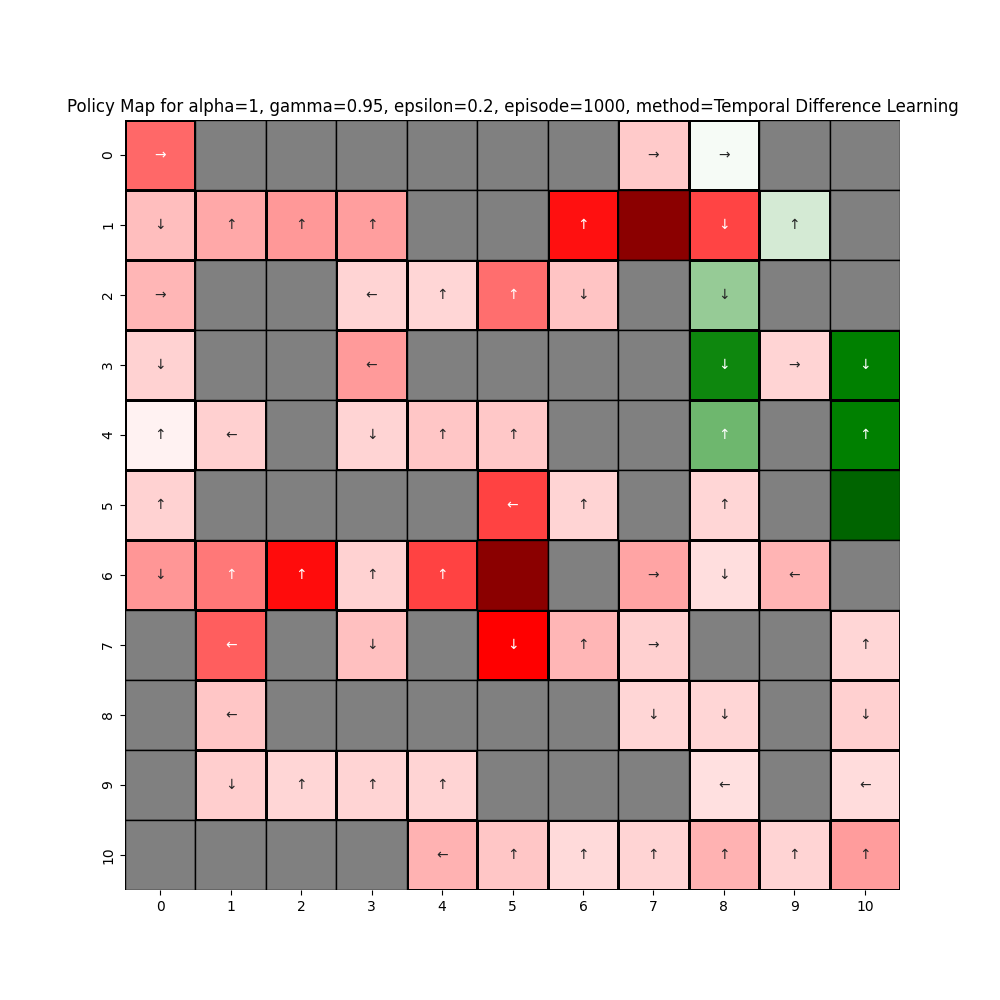 Policy Map for alpha=1, gamma=0.95, epsilon=0.2, episode=1000, method=Temporal Difference Learning
0 → → →
1 ↓ ↑ ↑ ↑ ↑ ↓ ↑
2 → ← ↑ ↑ ↓ ↓
3 ↓ ← ↓ → ↓
4 ↑ ← ↓ ↑ ↑ ↑ ↑
5 ↑ ← ↑ ↑
6 ↓ ↑ ↑ ↑ ↑ → ↓ ←
7 ← ↓ ↓ ↑ → ↑
8 ← ↓ ↓ ↓
9 ↓ ↑ ↑ ↑ ← ←
10 ← ↑ ↑ ↑ ↑ ↑ ↑
0 1 2 3 4 5 6 7 8 9 10